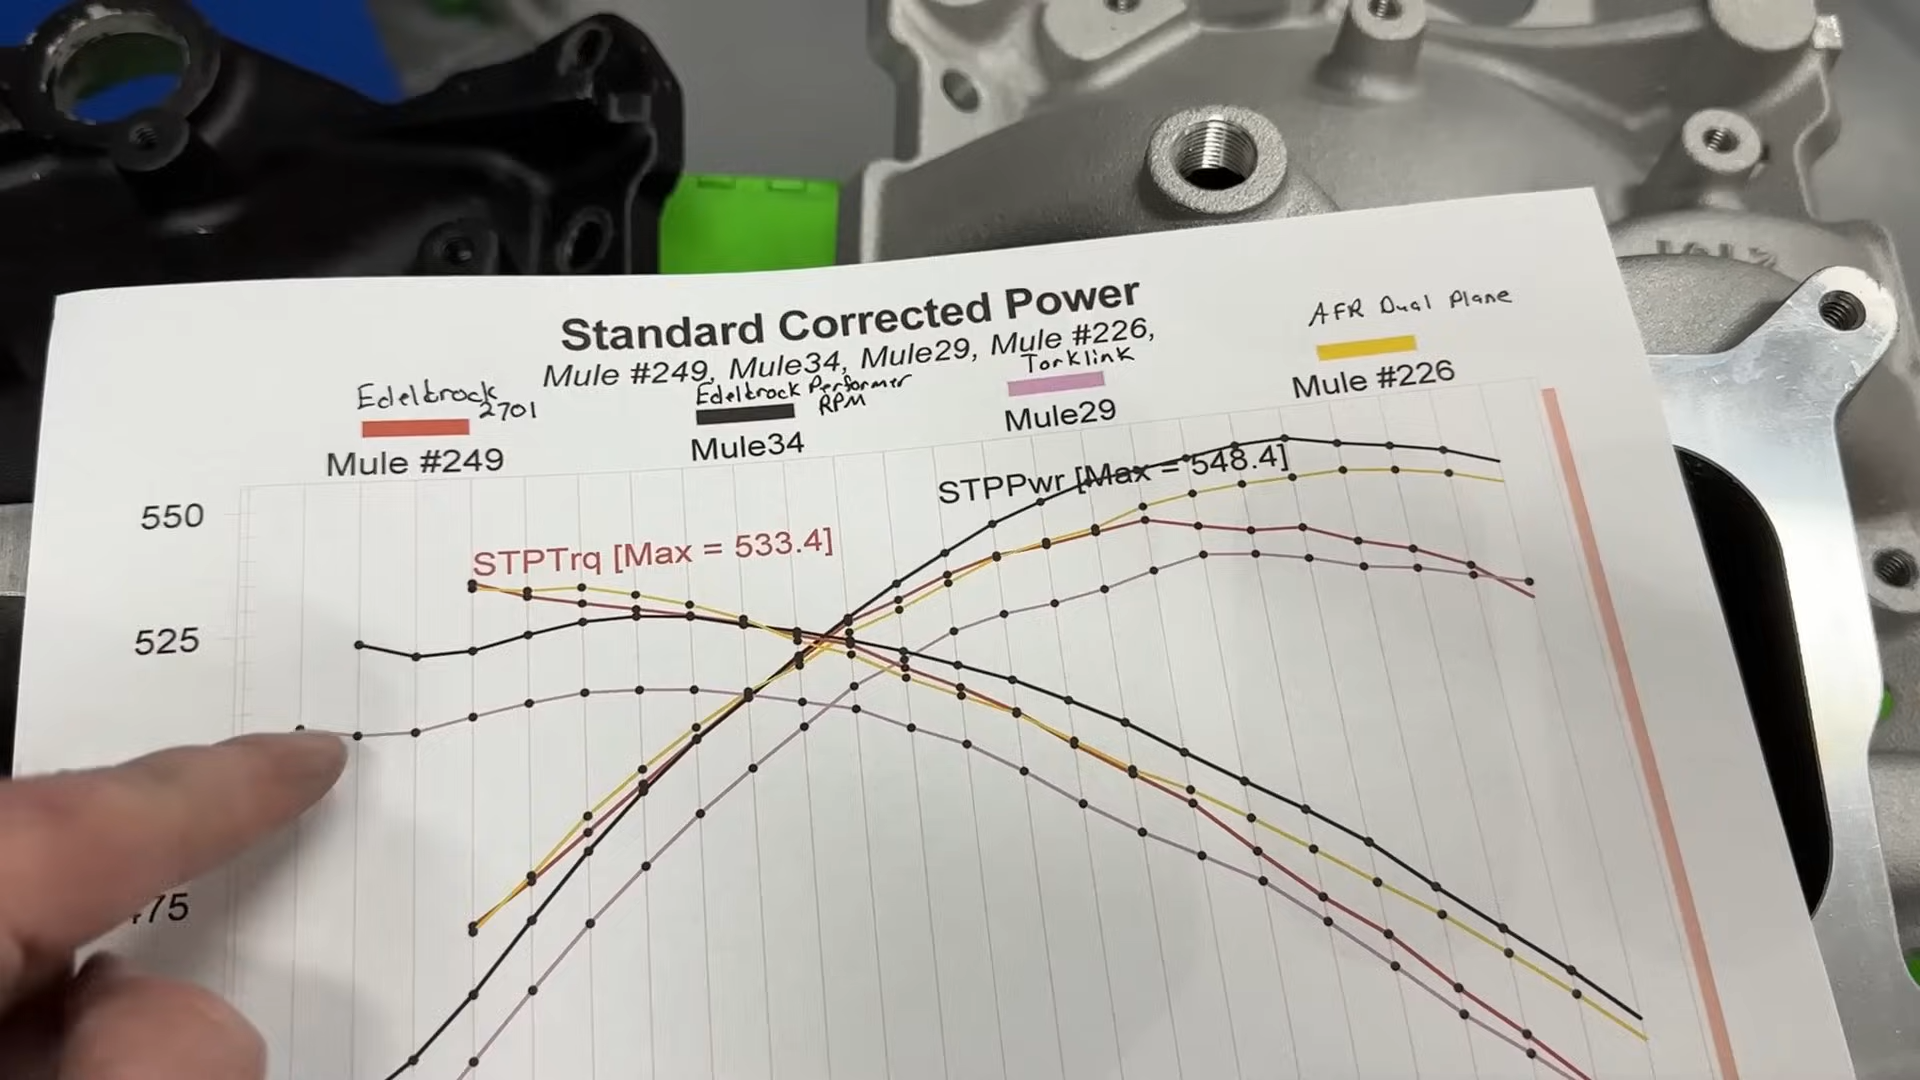 Standard Corrected Power
Mule #249, Mule34, Mule29, Mule #226,
Edelbrock
2701
Mule #249
Edelbrock Performer
RPM
Mule34
Torklink
Mule29
AFR Dual Plane
Mule #226
STPPwr [Max = 548.4]
STPTrq [Max = 533.4]
550
525
475